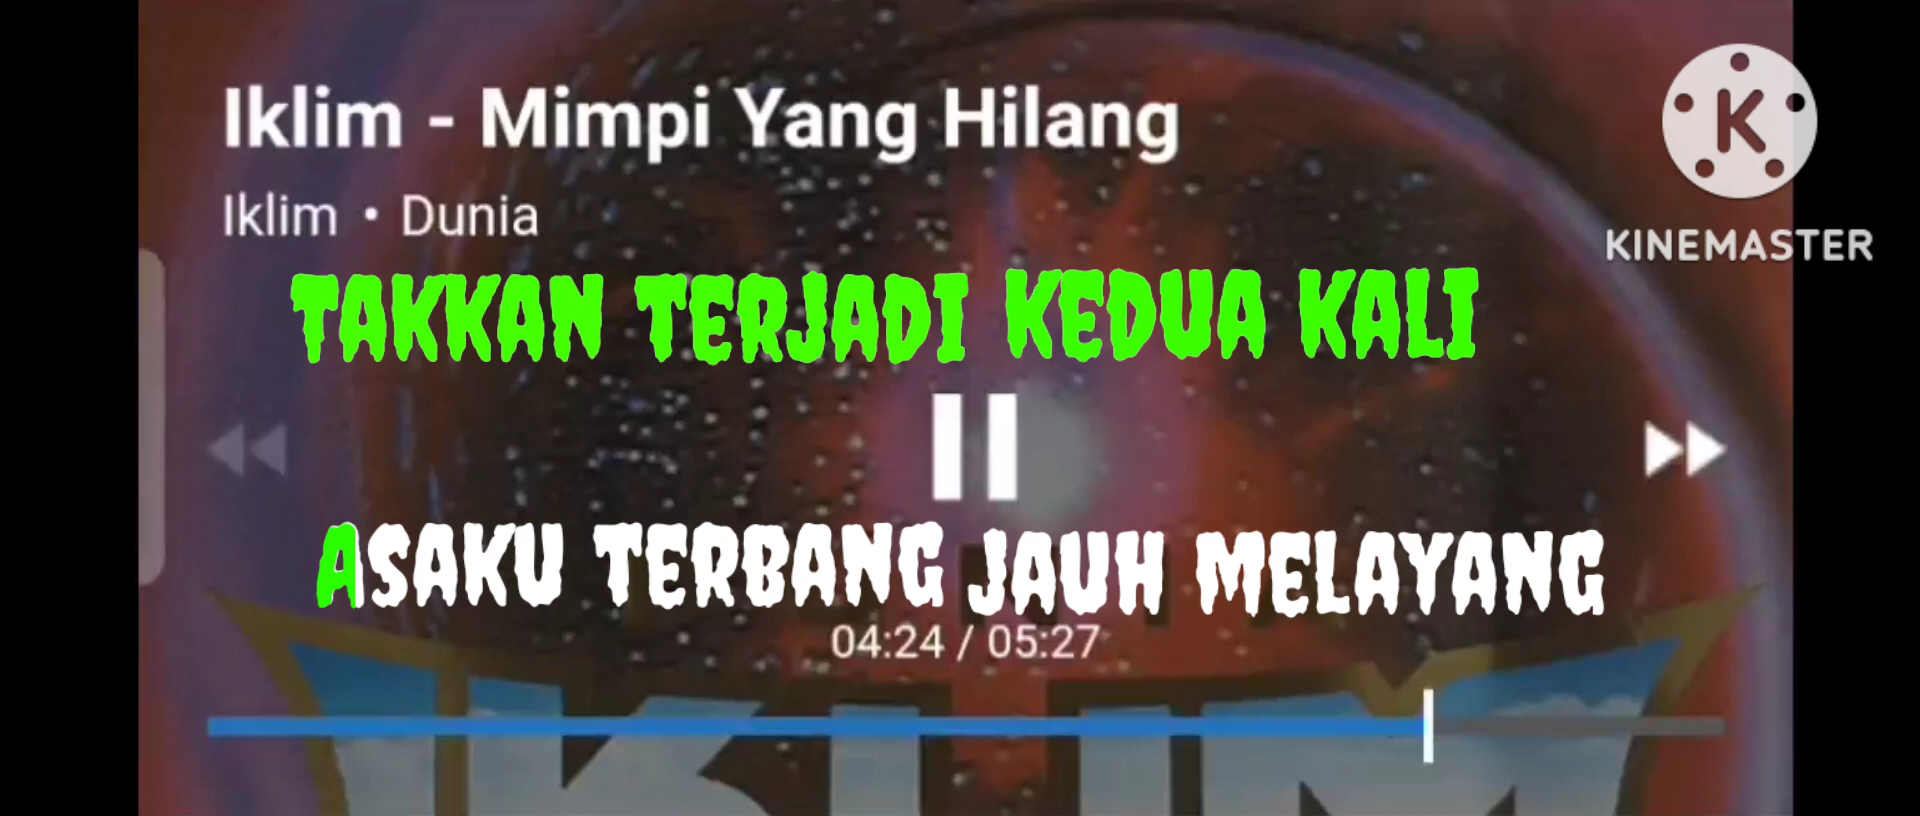 Iklim - Mimpi Yang Hilang
Iklim • Dunia
K
KINEMASTER
TAKKAN TERJADI KEDUA KALI
ASAKU TERBANG JAUH MELAYANG
04:24 / 05:27
IKLIM